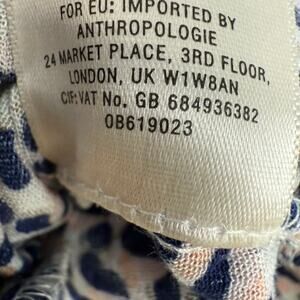 FOR EU: IMPORTED BY
ANTHROPOLOGIE
24 MARKET PLACE, 3RD FLOOR,
LONDON, UK W1W8AN
CIF: VAT No. GB 684936382
0B619023